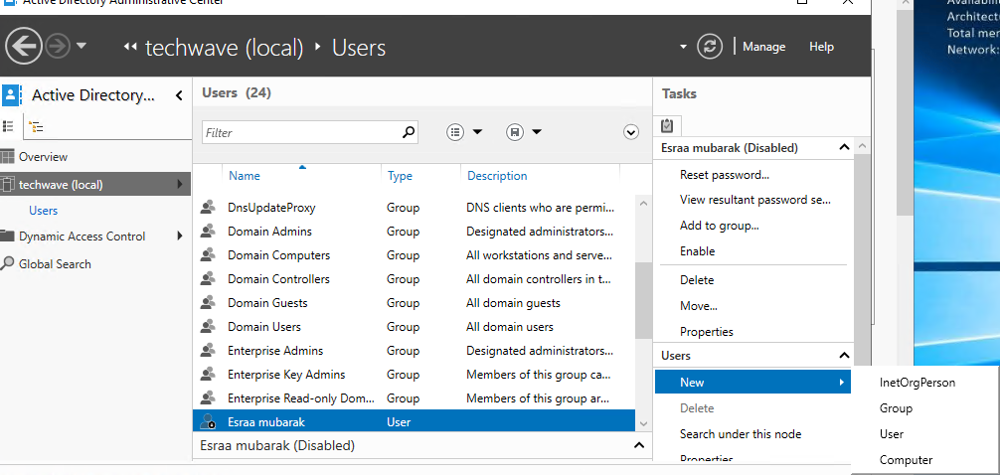 Active Directory Administrative Center
techwave (local) Users
Manage Help
Active Directory...
Overview
techwave (local)
Users
Dynamic Access Control
Global Search
Users (24)
Filter
Name Type Description
DnsUpdateProxy Group DNS clients who are permi...
Domain Admins Group Designated administrators...
Domain Computers Group All workstations and serve...
Domain Controllers Group All domain controllers in t...
Domain Guests Group All domain guests
Domain Users Group All domain users
Enterprise Admins Group Designated administrators...
Enterprise Key Admins Group Members of this group ca...
Enterprise Read-only Dom... Group Members of this group ar...
Esraa mubarak User
Esraa mubarak (Disabled)
Tasks
Esraa mubarak (Disabled)
Reset password...
View resultant password se...
Add to group...
Enable
Delete
Move...
Properties
Users
New
Delete
Search under this node
Properties
InetOrgPerson
Group
User
Computer
Availabili
Architectu
Total mem
Network: